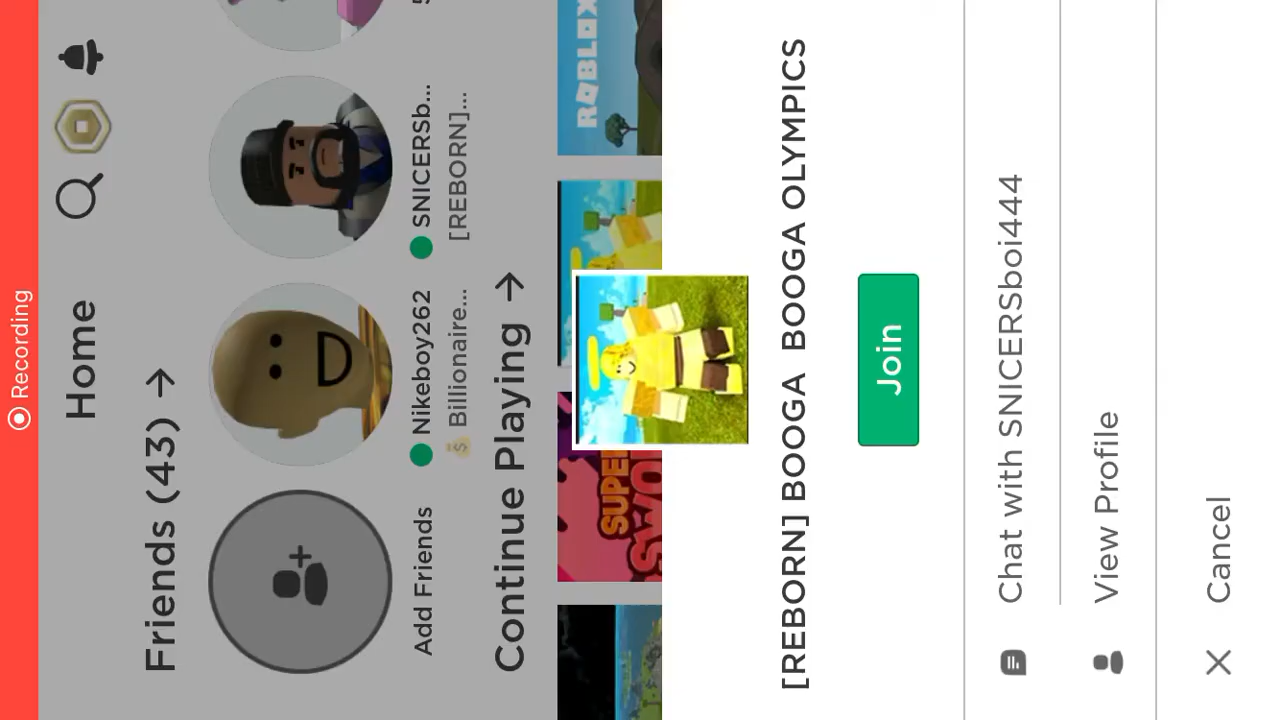 Recording
Home
Friends (43) →
Add Friends
Nikeboy262
Billionaire...
SNICERSb...
[REBORN]...
Continue Playing →
SUPER
ROBLOX
[REBORN] BOOGA BOOGA OLYMPICS
Join
Chat with SNICERSboi444
View Profile
Cancel